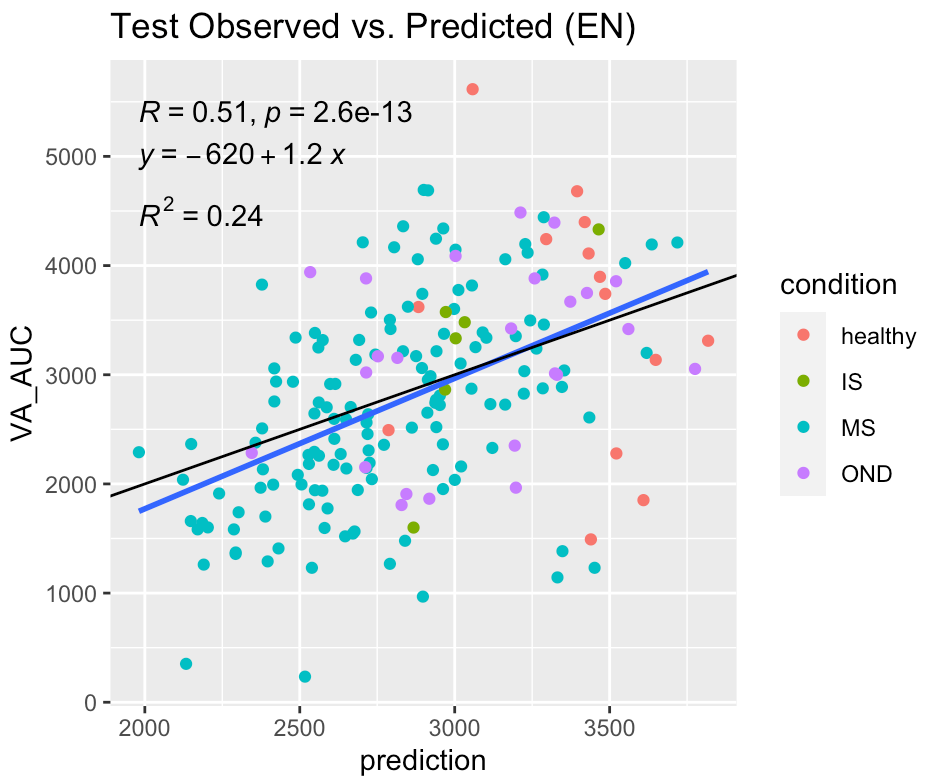 Test Observed vs. Predicted (EN)
R = 0.51, p = 2.6e-13
y = −620 + 1.2 x
R² = 0.24
5000
4000
3000
2000
1000
0
VA_AUC
2000 2500 3000 3500
prediction
condition
healthy
IS
MS
OND